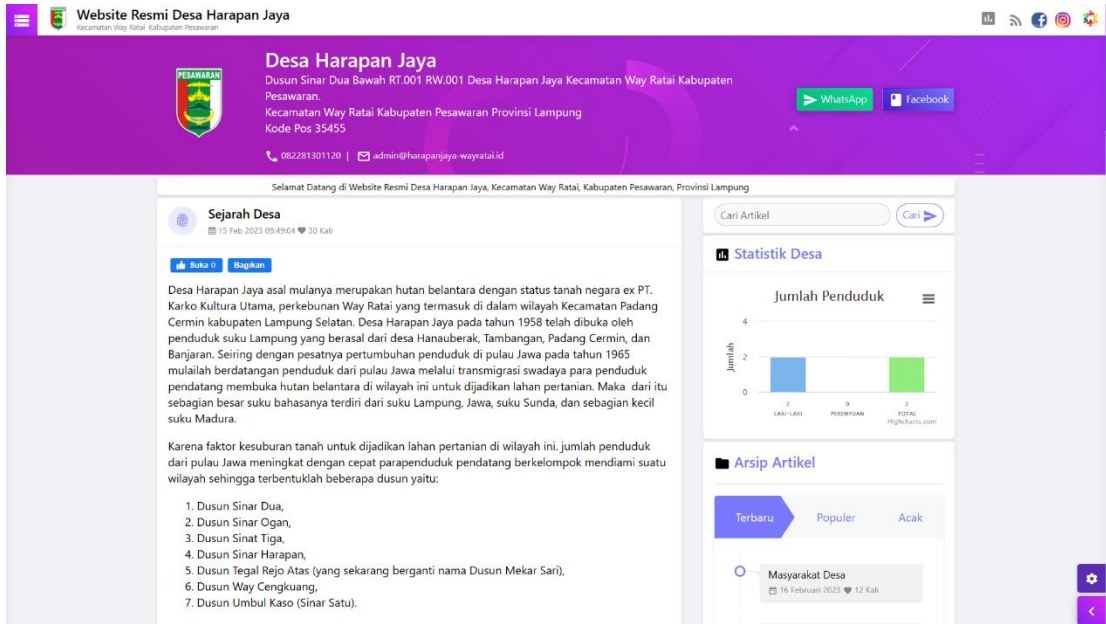 Website Resmi Desa Harapan Jaya
Kecamatan Way Ratai Kabupaten Pesawaran
PESAWARAN
Desa Harapan Jaya
Dusun Sinar Dua Bawah RT.001 RW.001 Desa Harapan Jaya Kecamatan Way Ratai Kabupaten
Pesawaran.
Kecamatan Way Ratai Kabupaten Pesawaran Provinsi Lampung
Kode Pos 35455
082281301120 | admin@harapanjaya-wayratai.id
WhatsApp
Facebook
Selamat Datang di Website Resmi Desa Harapan Jaya, Kecamatan Way Ratai, Kabupaten Pesawaran, Provinsi Lampung
Sejarah Desa
15 Feb 2023 09:49:04 30 Kali
Suka 0 Bagikan
Desa Harapan Jaya asal mulanya merupakan hutan belantara dengan status tanah negara ex PT.
Karko Kultura Utama, perkebunan Way Ratai yang termasuk di dalam wilayah Kecamatan Padang
Cermin kabupaten Lampung Selatan. Desa Harapan Jaya pada tahun 1958 telah dibuka oleh
penduduk suku Lampung yang berasal dari desa Hanauberak, Tambangan, Padang Cermin, dan
Banjaran. Seiring dengan pesatnya pertumbuhan penduduk di pulau Jawa pada tahun 1965
mulailah berdatangan penduduk dari pulau Jawa melalui transmigrasi swadaya para penduduk
pendatang membuka hutan belantara di wilayah ini untuk dijadikan lahan pertanian. Maka dari itu
sebagian besar suku bahasanya terdiri dari suku Lampung, Jawa, suku Sunda, dan sebagian kecil
suku Madura.
Karena faktor kesuburan tanah untuk dijadikan lahan pertanian di wilayah ini. jumlah penduduk
dari pulau Jawa meningkat dengan cepat parapenduduk pendatang berkelompok mendiami suatu
wilayah sehingga terbentuklah beberapa dusun yaitu:
1. Dusun Sinar Dua,
2. Dusun Sinar Ogan,
3. Dusun Sinat Tiga,
4. Dusun Sinar Harapan,
5. Dusun Tegal Rejo Atas (yang sekarang berganti nama Dusun Mekar Sari),
6. Dusun Way Cengkuang,
7. Dusun Umbul Kaso (Sinar Satu).
Cari Artikel
Cari
Statistik Desa
Jumlah Penduduk
Jumlah
4
2
0
2 0 2
LAKI-LAKI PEREMPUAN TOTAL
Highcharts.com
Arsip Artikel
Terbaru Populer Acak
Masyarakat Desa
16 Februari 2023 12 Kali